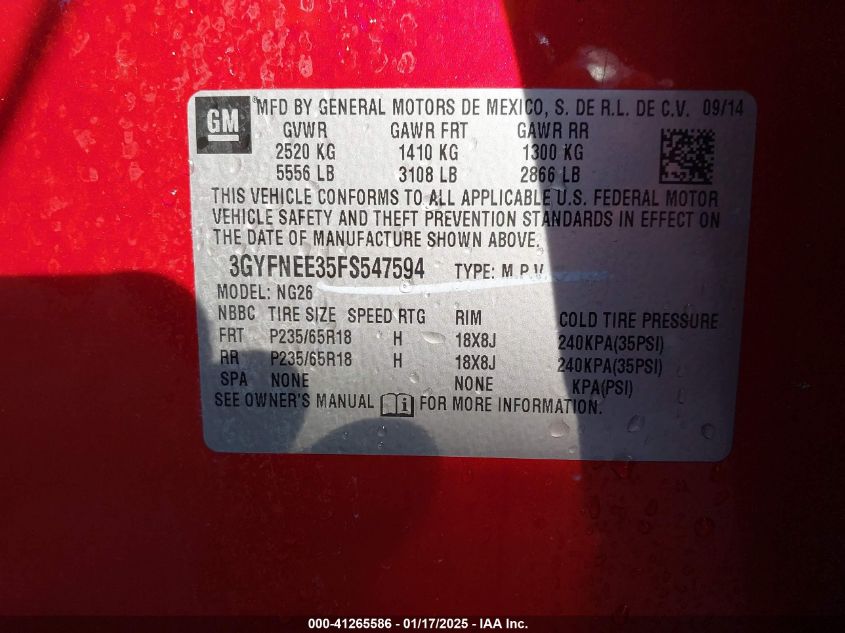 GM ® MFD BY GENERAL MOTORS DE MEXICO, S. DE R.L. DE C.V. 09/14
GVWR GAWR FRT GAWR RR
2520 KG 1410 KG 1300 KG
5556 LB 3108 LB 2866 LB
THIS VEHICLE CONFORMS TO ALL APPLICABLE U.S. FEDERAL MOTOR
VEHICLE SAFETY AND THEFT PREVENTION STANDARDS IN EFFECT ON
THE DATE OF MANUFACTURE SHOWN ABOVE.
3GYFNEE35FS547594 TYPE: M.P.V.
MODEL: NG26
NBBC TIRE SIZE SPEED RTG RIM COLD TIRE PRESSURE
FRT P235/65R18 H 18X8J 240KPA(35PSI)
RR P235/65R18 H 18X8J 240KPA(35PSI)
SPA NONE NONE KPA(PSI)
SEE OWNER'S MANUAL FOR MORE INFORMATION.
000-41265586 - 01/17/2025 - IAA Inc.